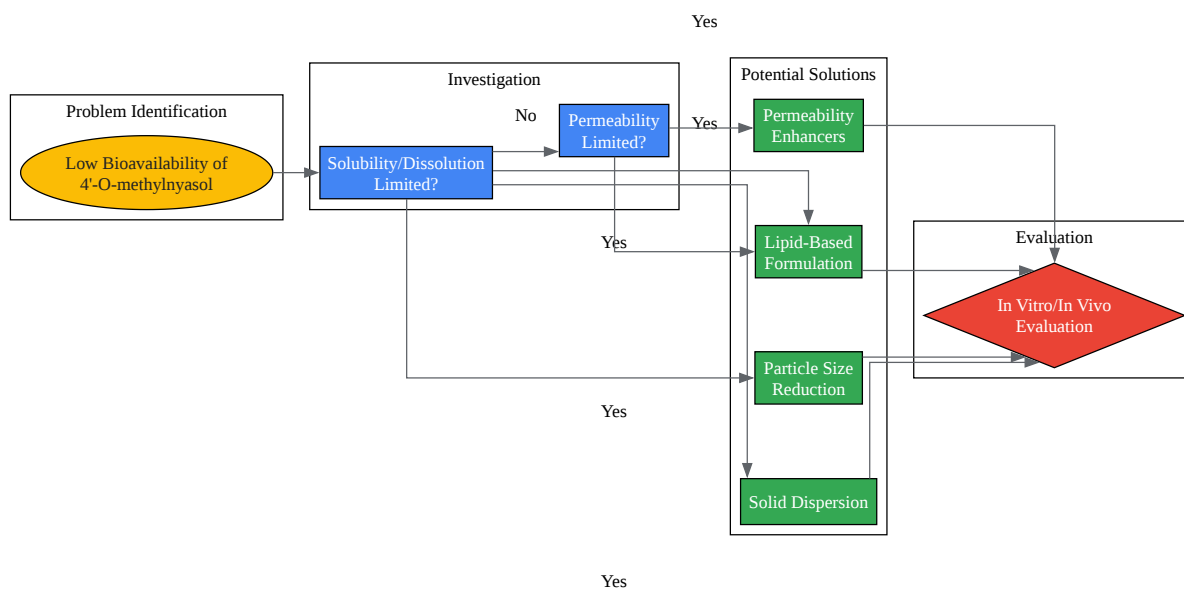 Yes
Problem Identification
Low Bioavailability of
4'-O-methylnyasol
Investigation
Solubility/Dissolution
Limited?
No
Permeability
Limited?
Yes
Yes
Yes
Yes
Potential Solutions
Permeability
Enhancers
Lipid-Based
Formulation
Particle Size
Reduction
Solid Dispersion
Evaluation
In Vitro/In Vivo
Evaluation